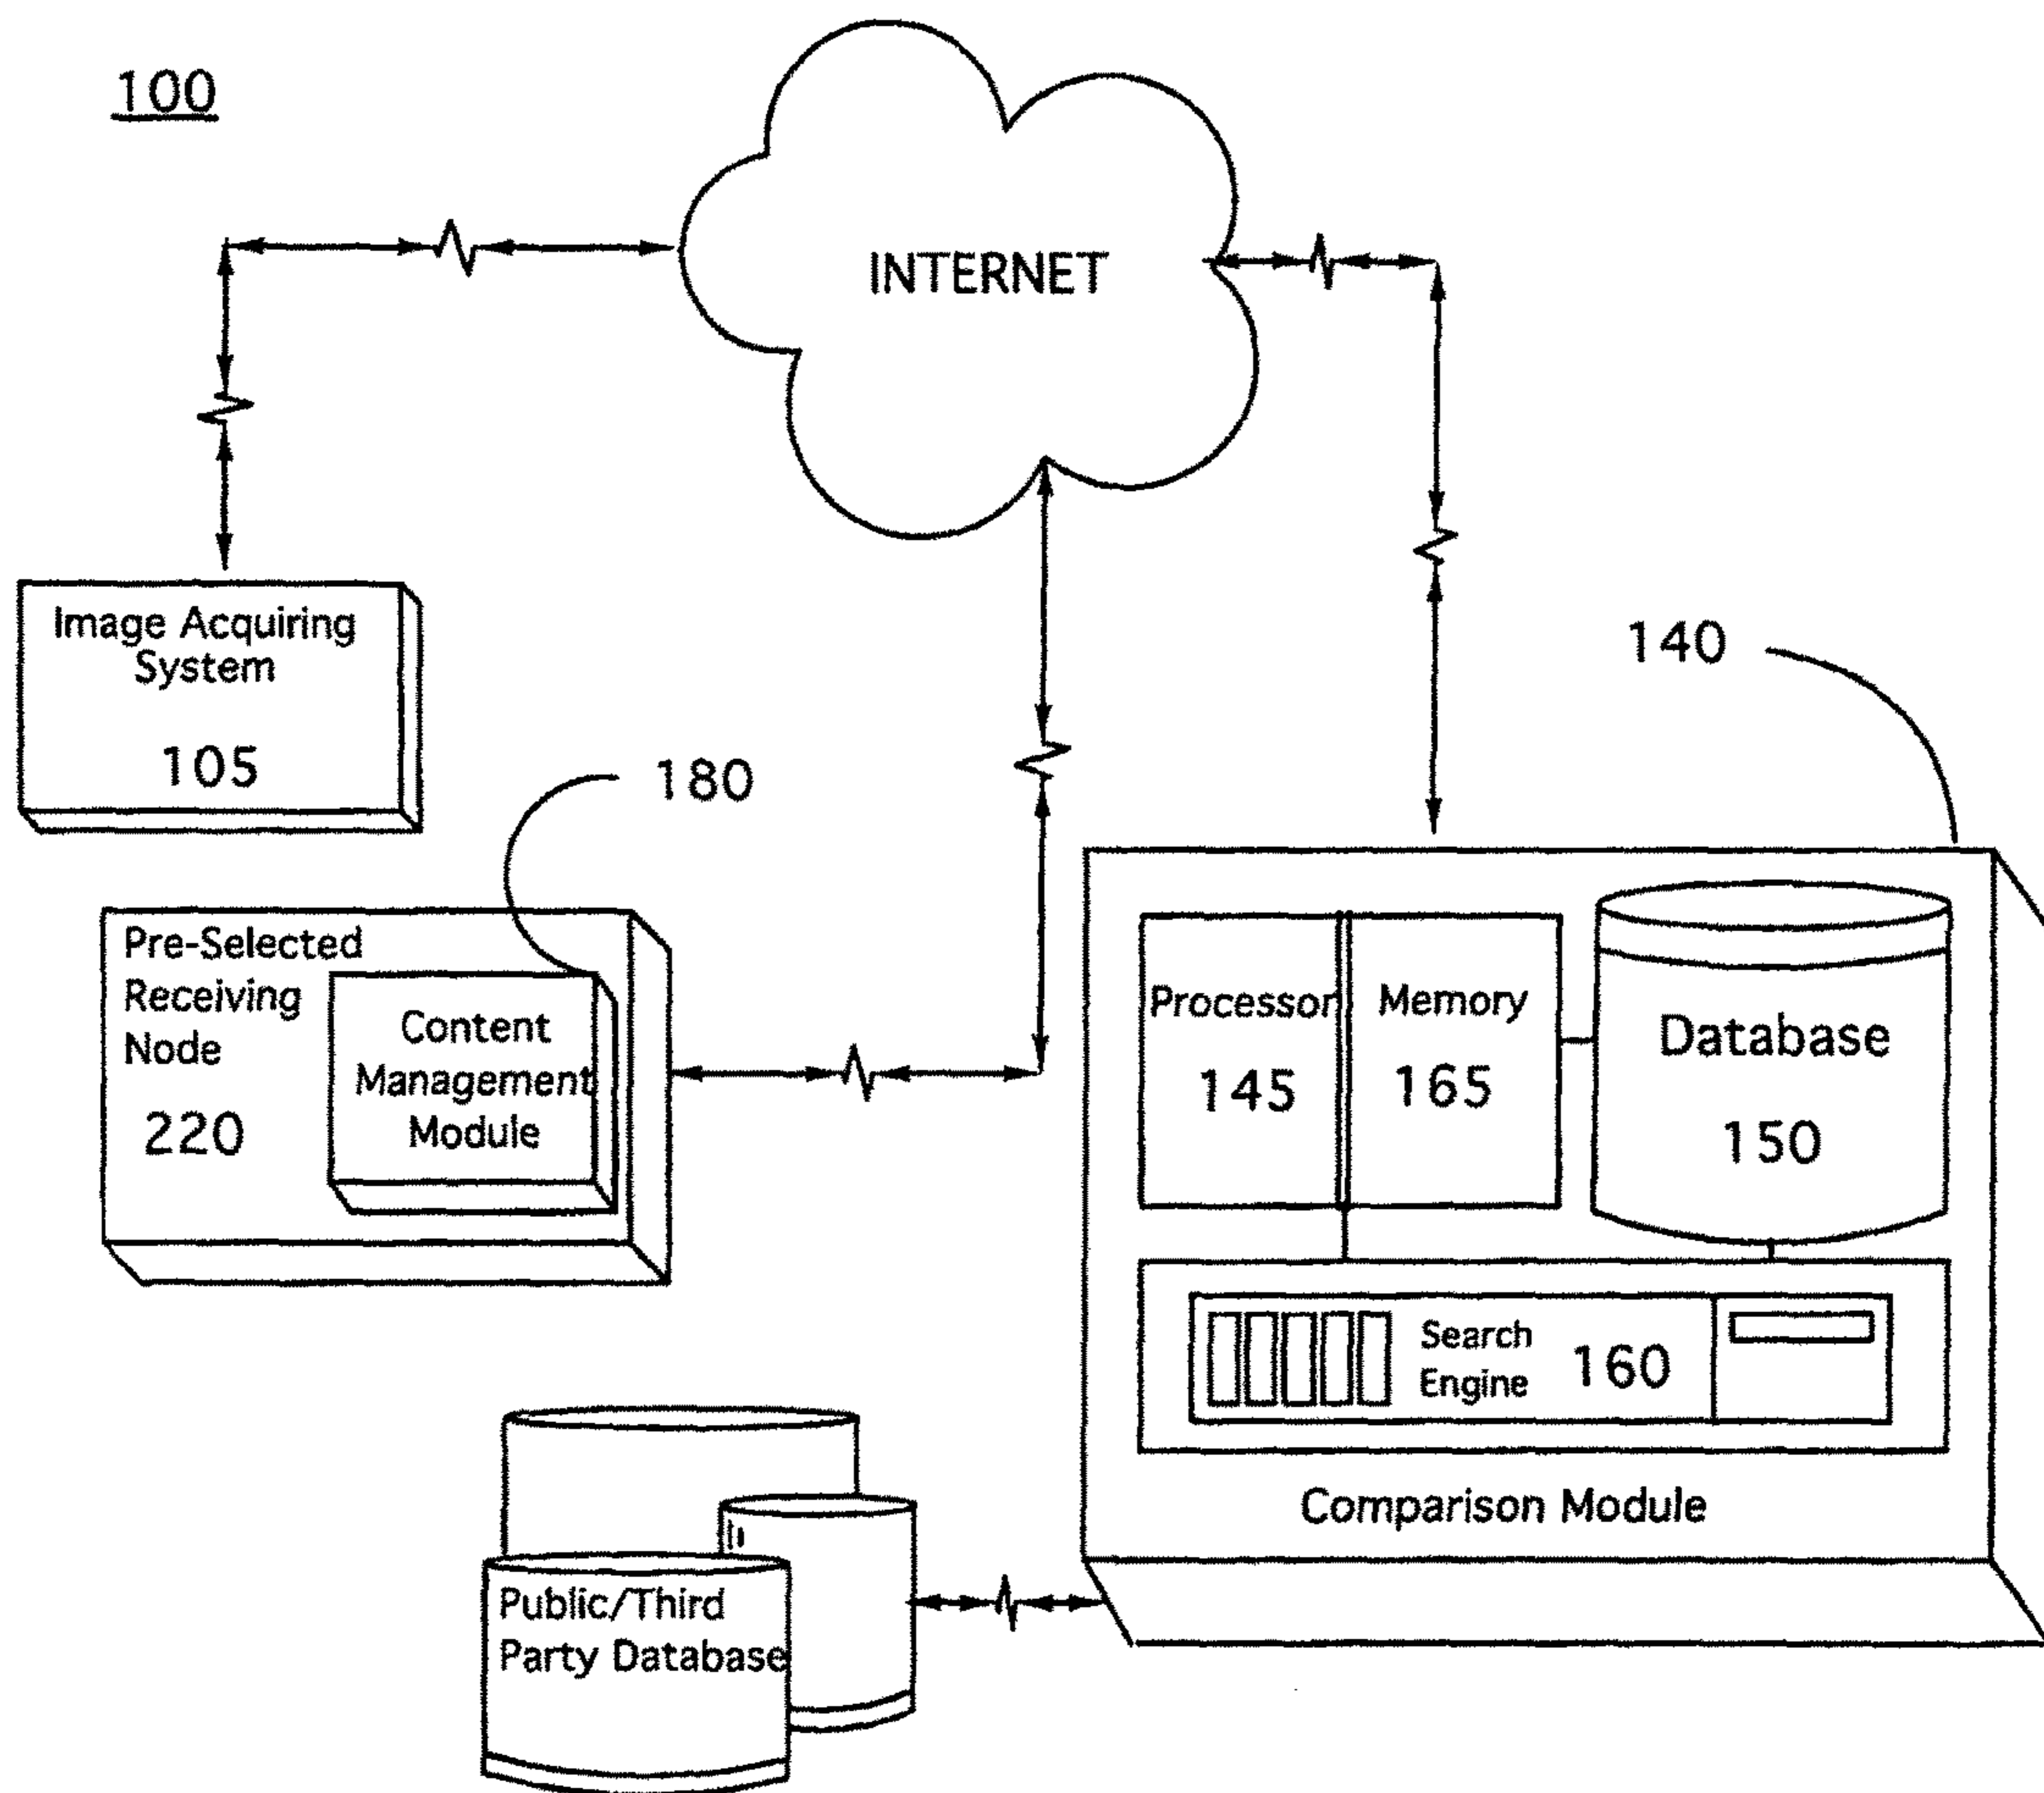 100
INTERNET
Image Acquiring
System
105
140
180
Pre-Selected
Receiving
Node
220
Content
Management
Module
Processor
145
Memory
165
Database
150
Search
Engine
160
Comparison Module
Public/Third
Party Database